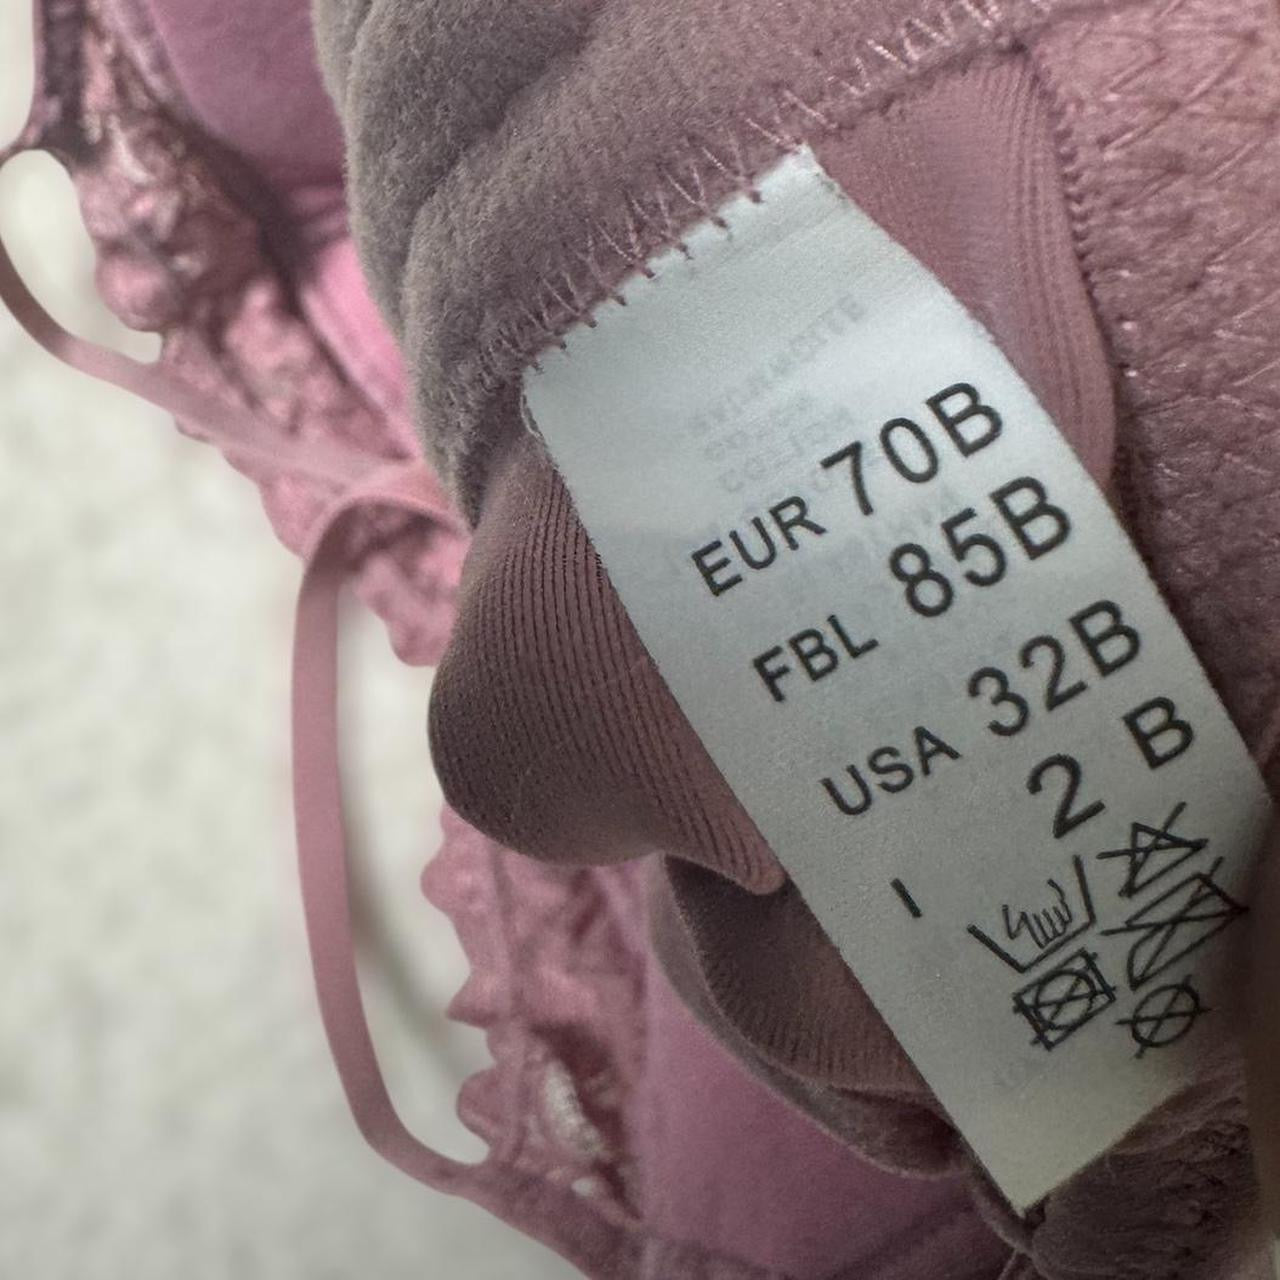 EUR 70B
FBL 85B
USA 32B
I 2 B